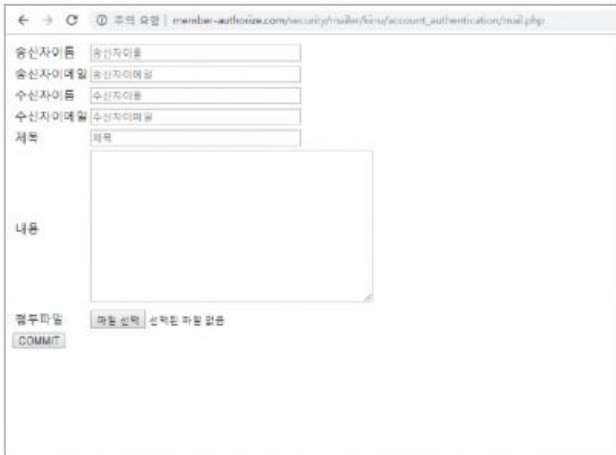 주의 요함 | member-authorize.com/security/mailer/kinu/account_authentication/mail.php
송신자이름 송신자이름
송신자이메일 송신자이메일
수신자이름 수신자이름
수신자이메일 수신자이메일
제목 제목
내용
첨부파일 파일 선택 선택된 파일 없음
COMMIT